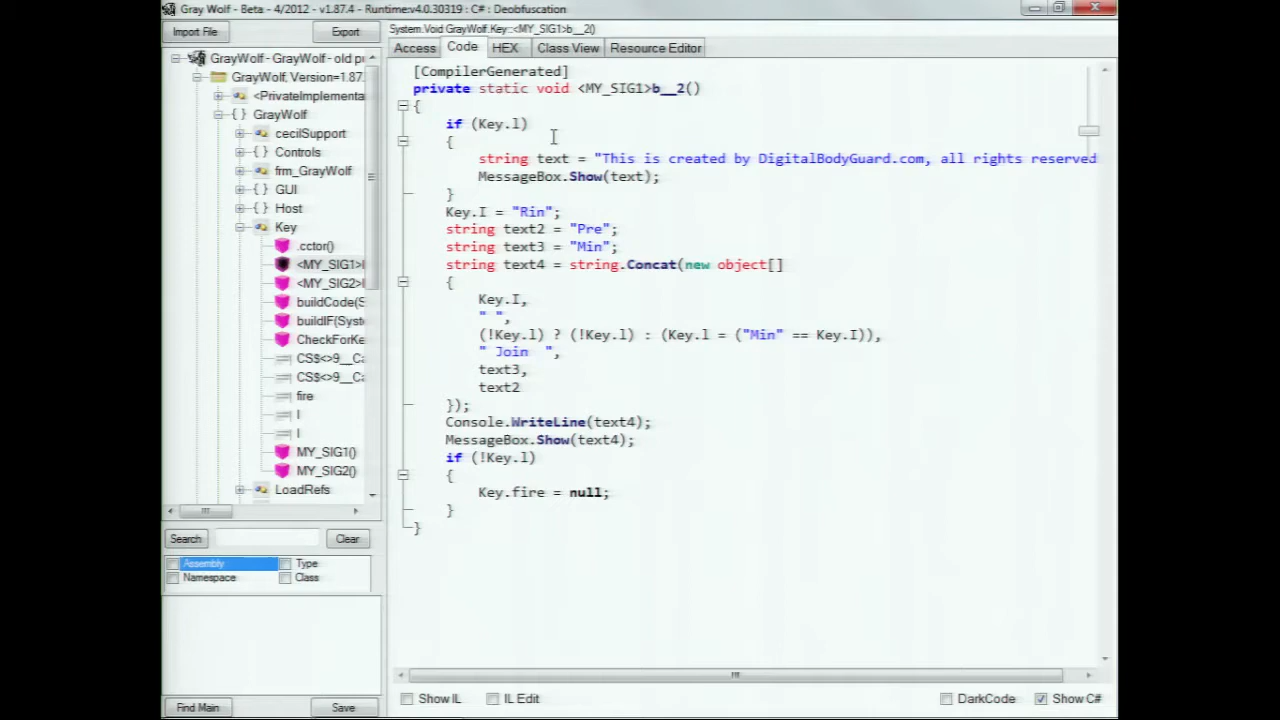 Gray Wolf - Beta - 4/2012 - v1.87.4 - Runtime:v4.0.30319 : C# : Deobfuscation
Import File
Export
GrayWolf - GrayWolf - old pr
GrayWolf, Version=1.87.
<PrivateImplementa
GrayWolf
cecilSupport
Controls
frm_GrayWolf
GUI
Host
Key
.cctor()
<MY_SIG1>
<MY_SIG2>
buildCode(S
buildIF(Syst
CheckForKe
CS$<>9__Ca
CS$<>9__Ca
fire
I
l
MY_SIG1()
MY_SIG2()
LoadRefs
Search
Clear
Assembly
Type
Namespace
Class
Find Main
Save
System.Void GrayWolf.Key::<MY_SIG1>b__2()
Access
Code
HEX
Class View
Resource Editor
[CompilerGenerated]
private static void <MY_SIG1>b__2()
{
if (Key.l)
{
string text = "This is created by DigitalBodyGuard.com, all rights reserved
MessageBox.Show(text);
}
Key.I = "Rin";
string text2 = "Pre";
string text3 = "Min";
string text4 = string.Concat(new object[]
{
Key.I,
" ",
(!Key.l) ? (!Key.l) : (Key.l = ("Min" == Key.I)),
" Join  ",
text3,
text2
});
Console.WriteLine(text4);
MessageBox.Show(text4);
if (!Key.l)
{
Key.fire = null;
}
}
Show IL
IL Edit
DarkCode
Show C#